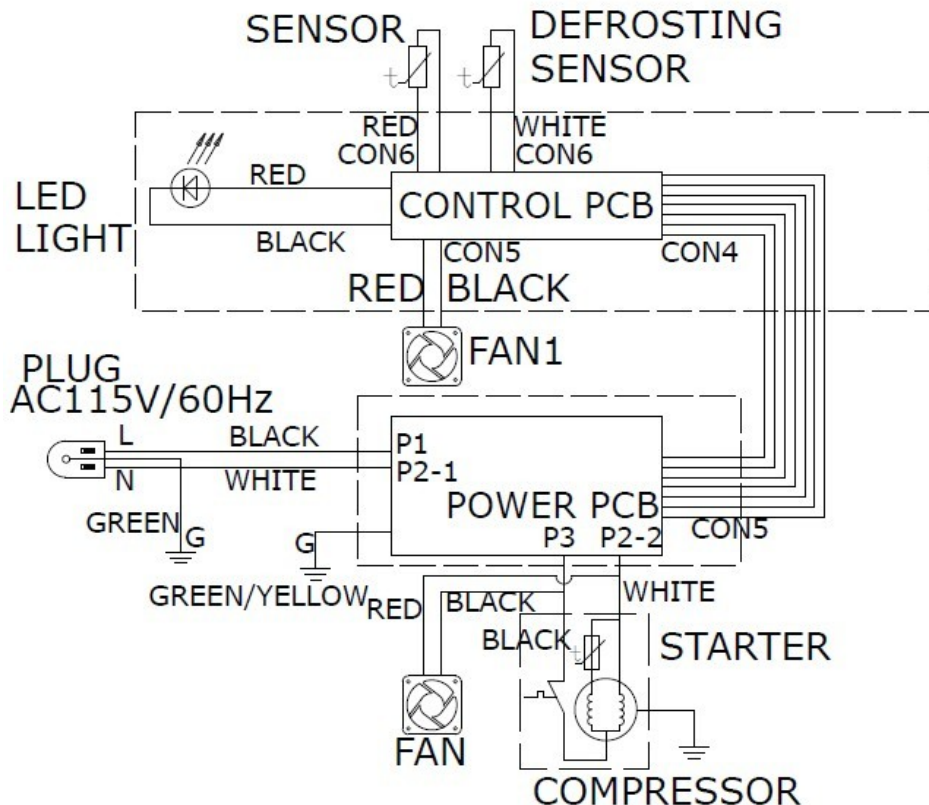 SENSOR
DEFROSTING
SENSOR
t
t
RED
WHITE
CON6
CON6
LED
LIGHT
RED
BLACK
CONTROL PCB
CON5
CON4
RED
BLACK
FAN1
PLUG
AC115V/60Hz
L
BLACK
P1
N
WHITE
P2-1
GREEN
G
G
POWER PCB
P3
P2-2
CON5
GREEN/YELLOW
RED
BLACK
WHITE
BLACK
t
STARTER
FAN
COMPRESSOR